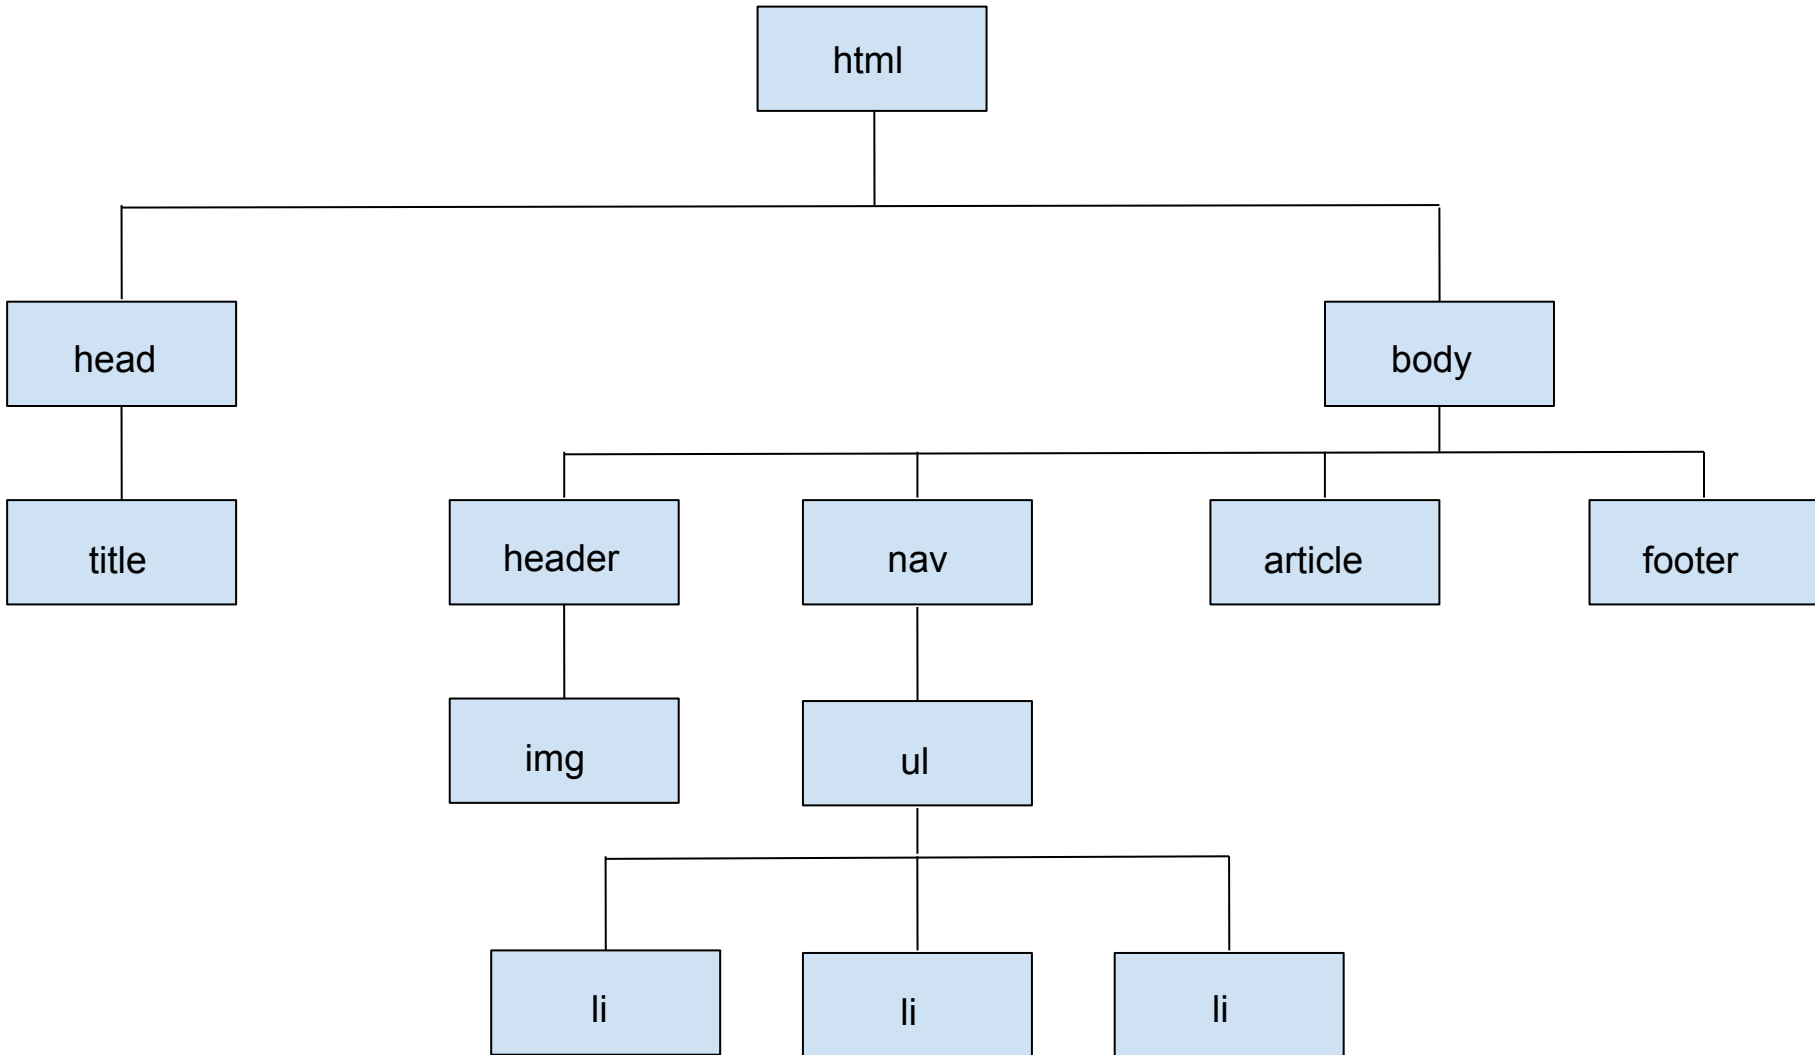 html
head
body
title
header
nav
article
footer
img
ul
li
li
li